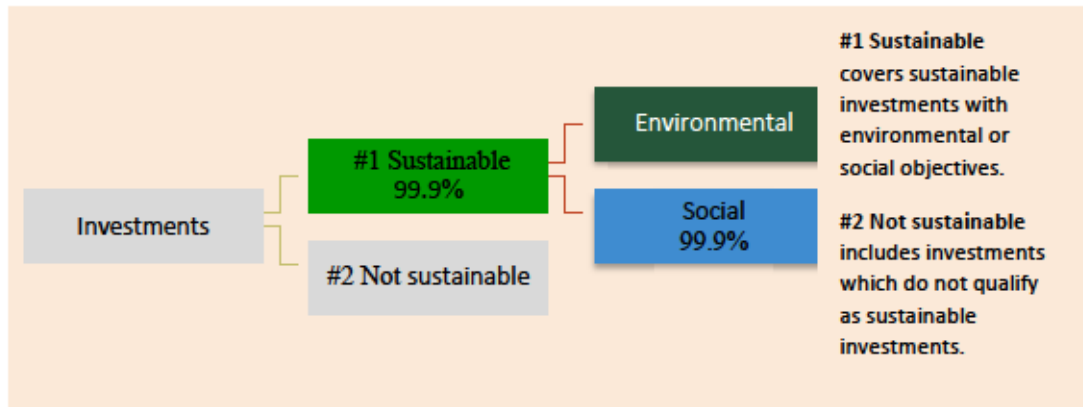 Investments
#1 Sustainable
99.9%
#2 Not sustainable
Environmental
Social
99.9%
#1 Sustainable
covers sustainable
investments with
environmental or
social objectives.
#2 Not sustainable
includes investments
which do not qualify
as sustainable
investments.